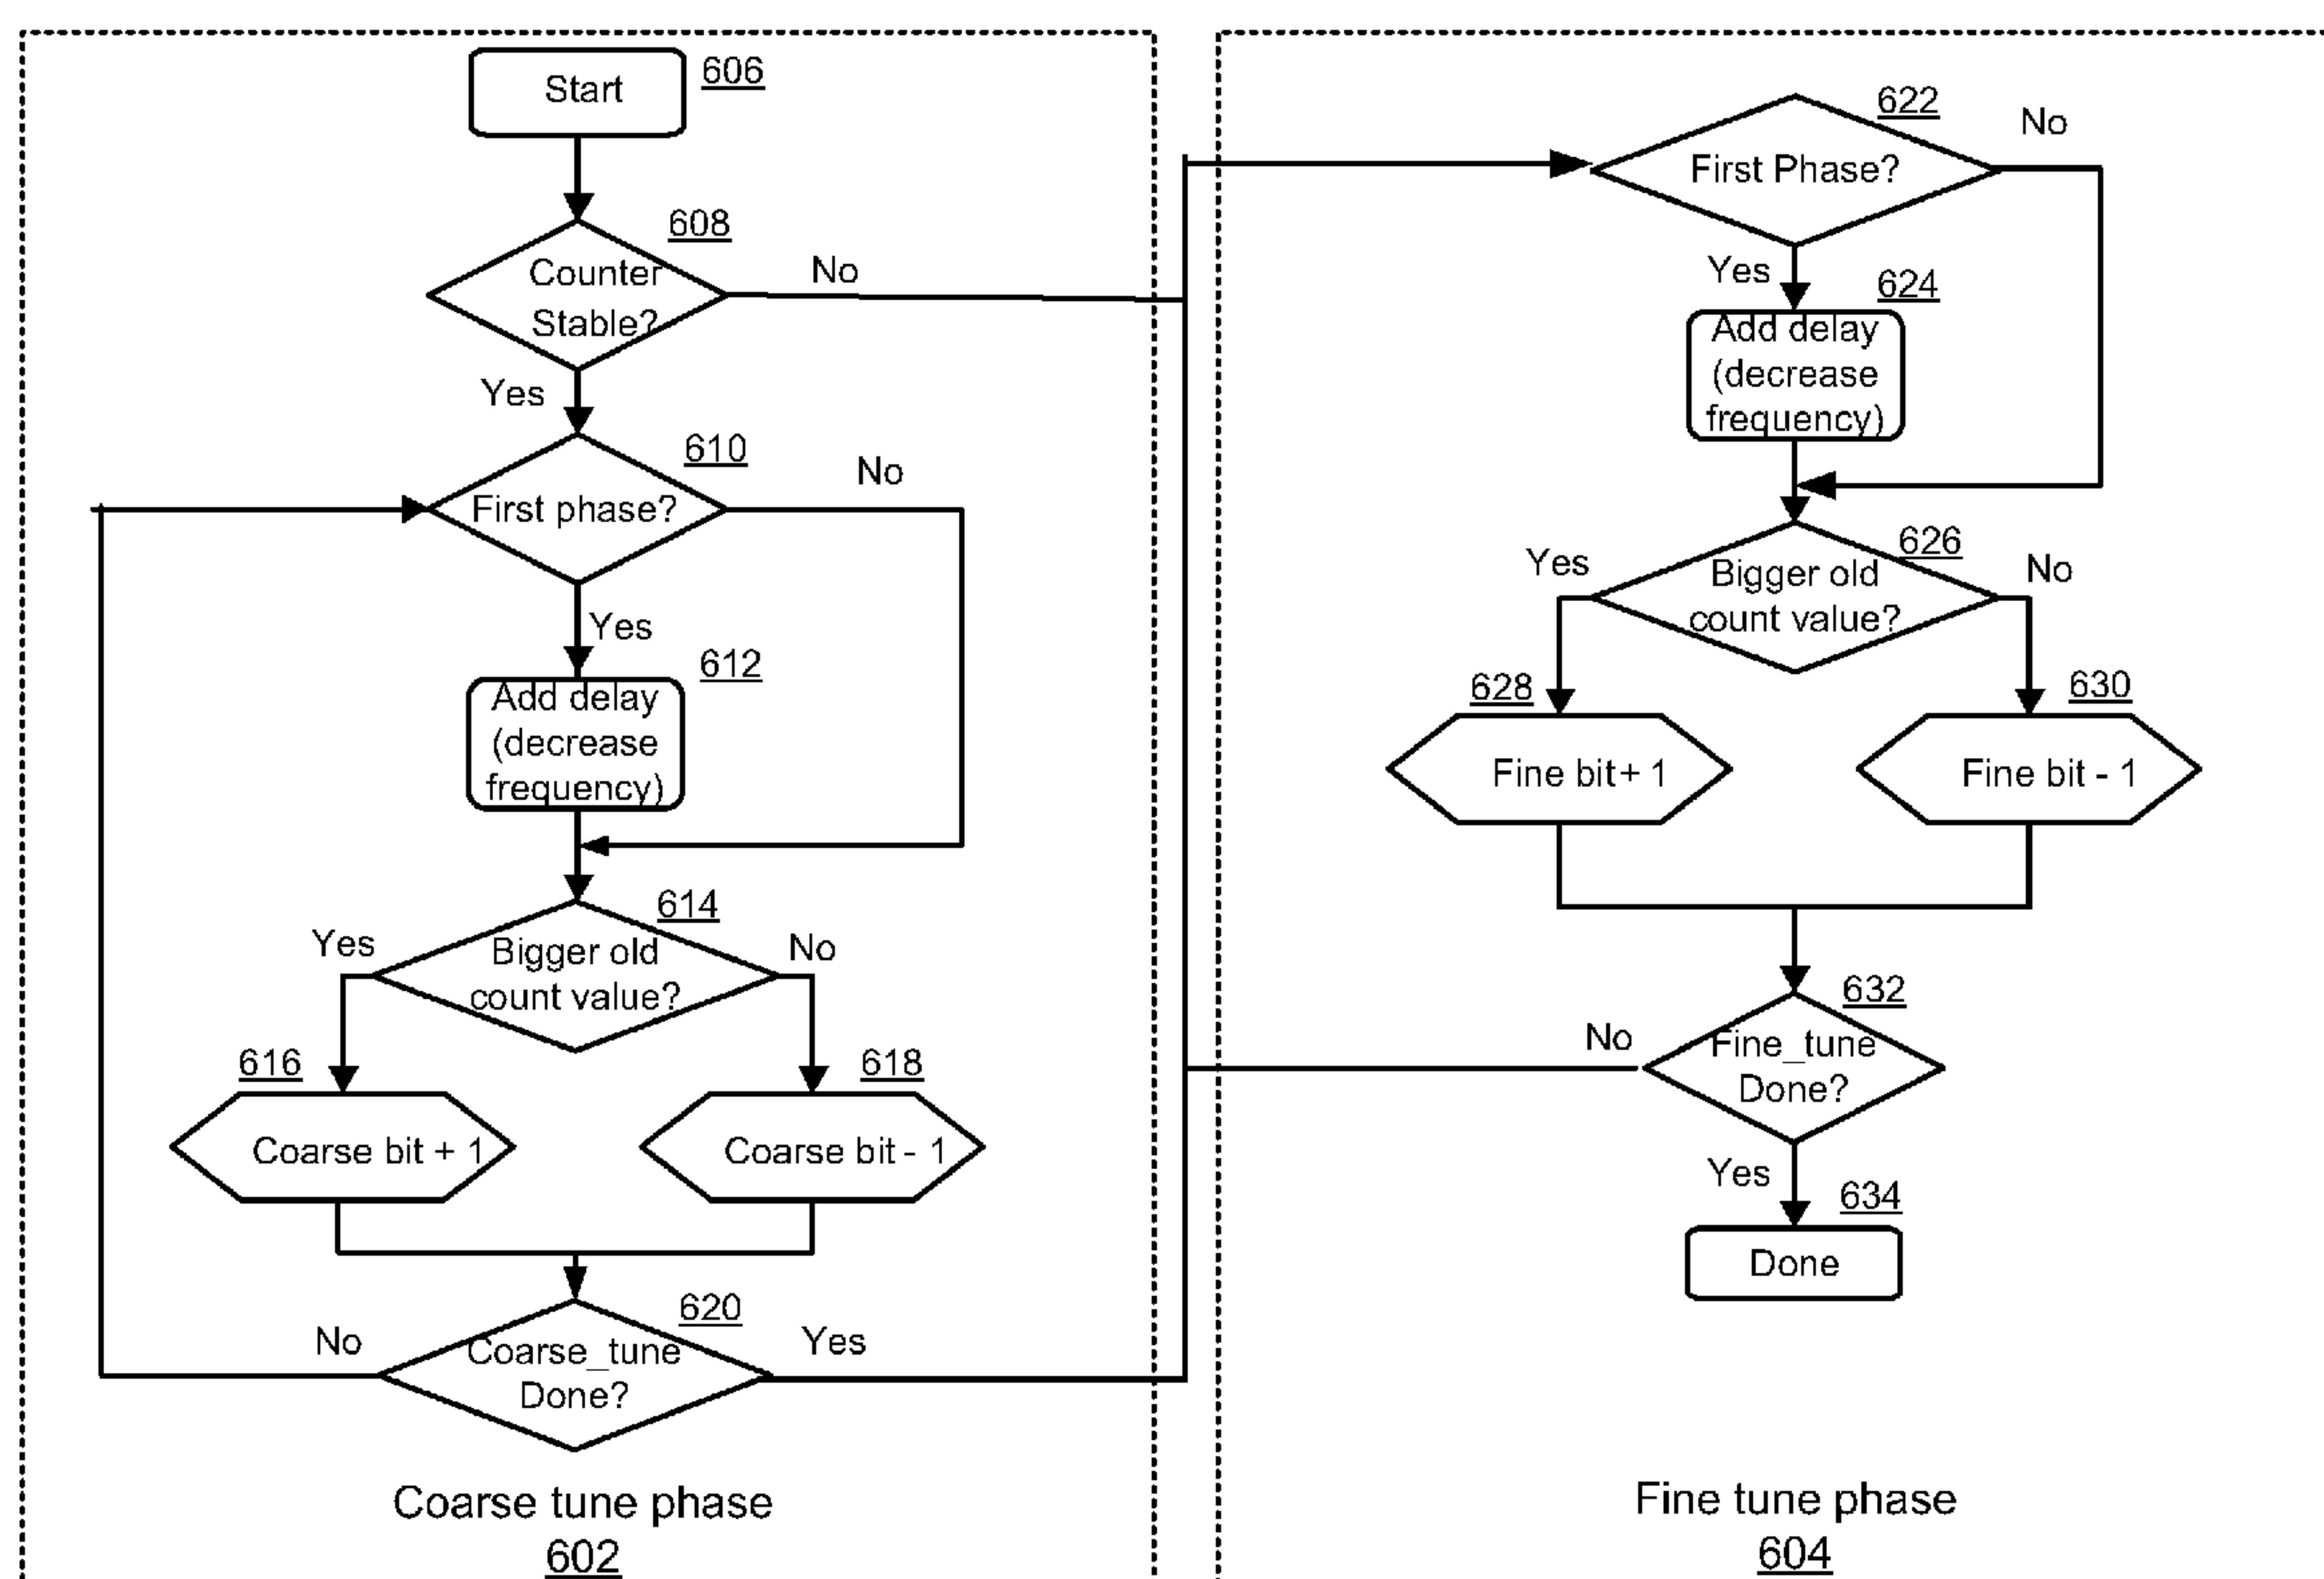 Start
606
608
Counter
Stable?
No
Yes
610
First phase?
No
Yes
612
Add delay
(decrease
frequency)
614
Yes
Bigger old
count value?
No
616
Coarse bit + 1
618
Coarse bit - 1
620
No
Coarse_tune
Done?
Yes
Coarse tune phase
602
622
First Phase?
No
Yes
624
Add delay
(decrease
frequency)
626
Yes
Bigger old
count value?
No
628
Fine bit + 1
630
Fine bit - 1
632
No
Fine_tune
Done?
Yes
634
Done
Fine tune phase
604